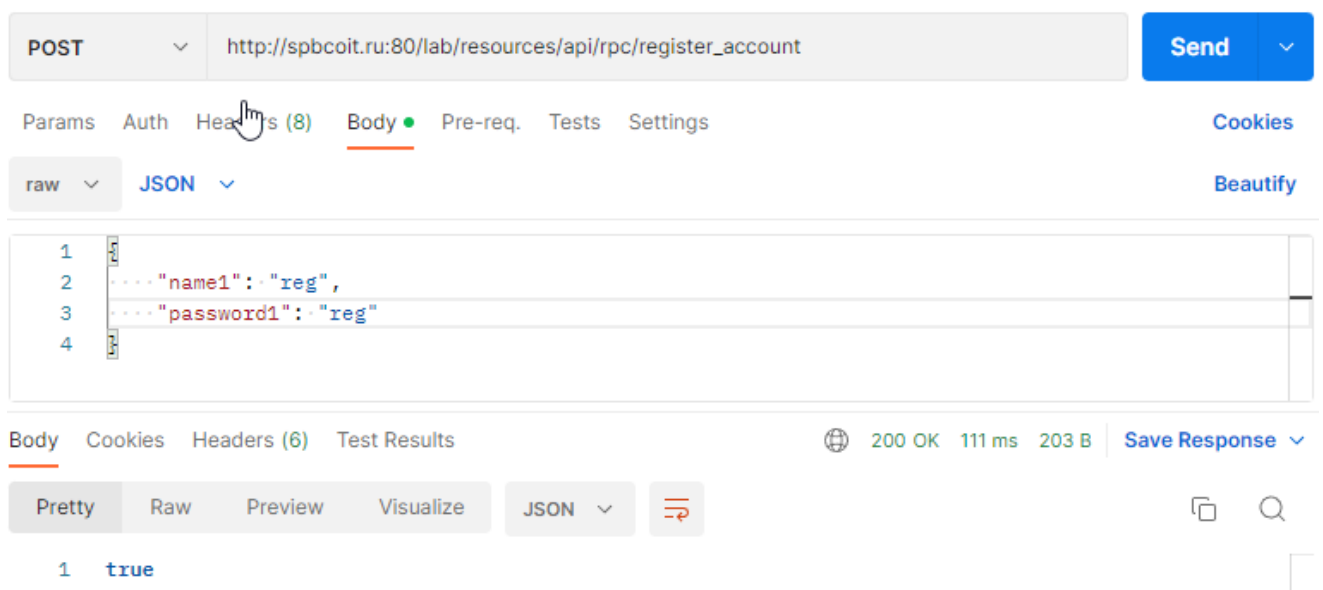 POST http://spbcoit.ru:80/lab/resources/api/rpc/register_account Send
Params Auth Headers (8) Body Pre-req. Tests Settings Cookies
raw JSON Beautify
1 {
2 "name1": "reg",
3 "password1": "reg"
4 }
Body Cookies Headers (6) Test Results 200 OK 111 ms 203 B Save Response
Pretty Raw Preview Visualize JSON
1 true